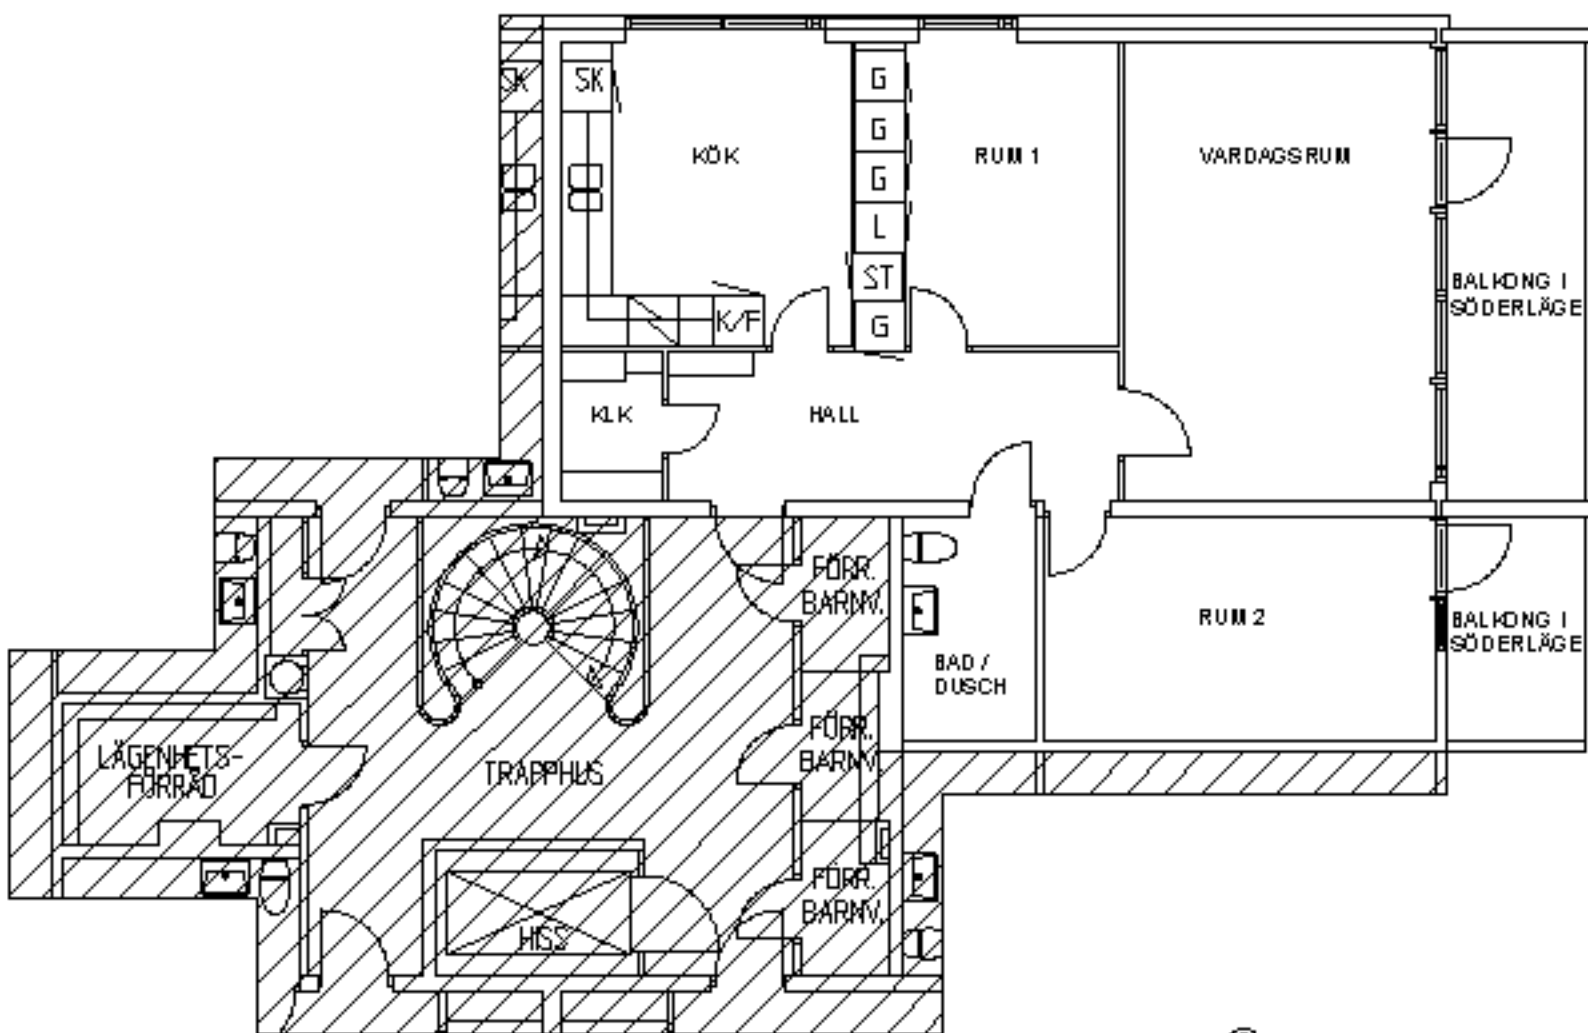 SK
SK
G
G
G
L
ST
G
KÖK
RUM 1
VARDAGSRUM
BALKONG I
SÖDERLÄGE
K/F
KLK
HALL
FÖRR.
BARNV.
RUM 2
BALKONG I
SÖDERLÄGE
BAD /
DUSCH
FÖRR.
BARNV.
LÄGENHETS-
FÖRRÅD
TRAPPHUS
FÖRR.
BARNV.
HISS